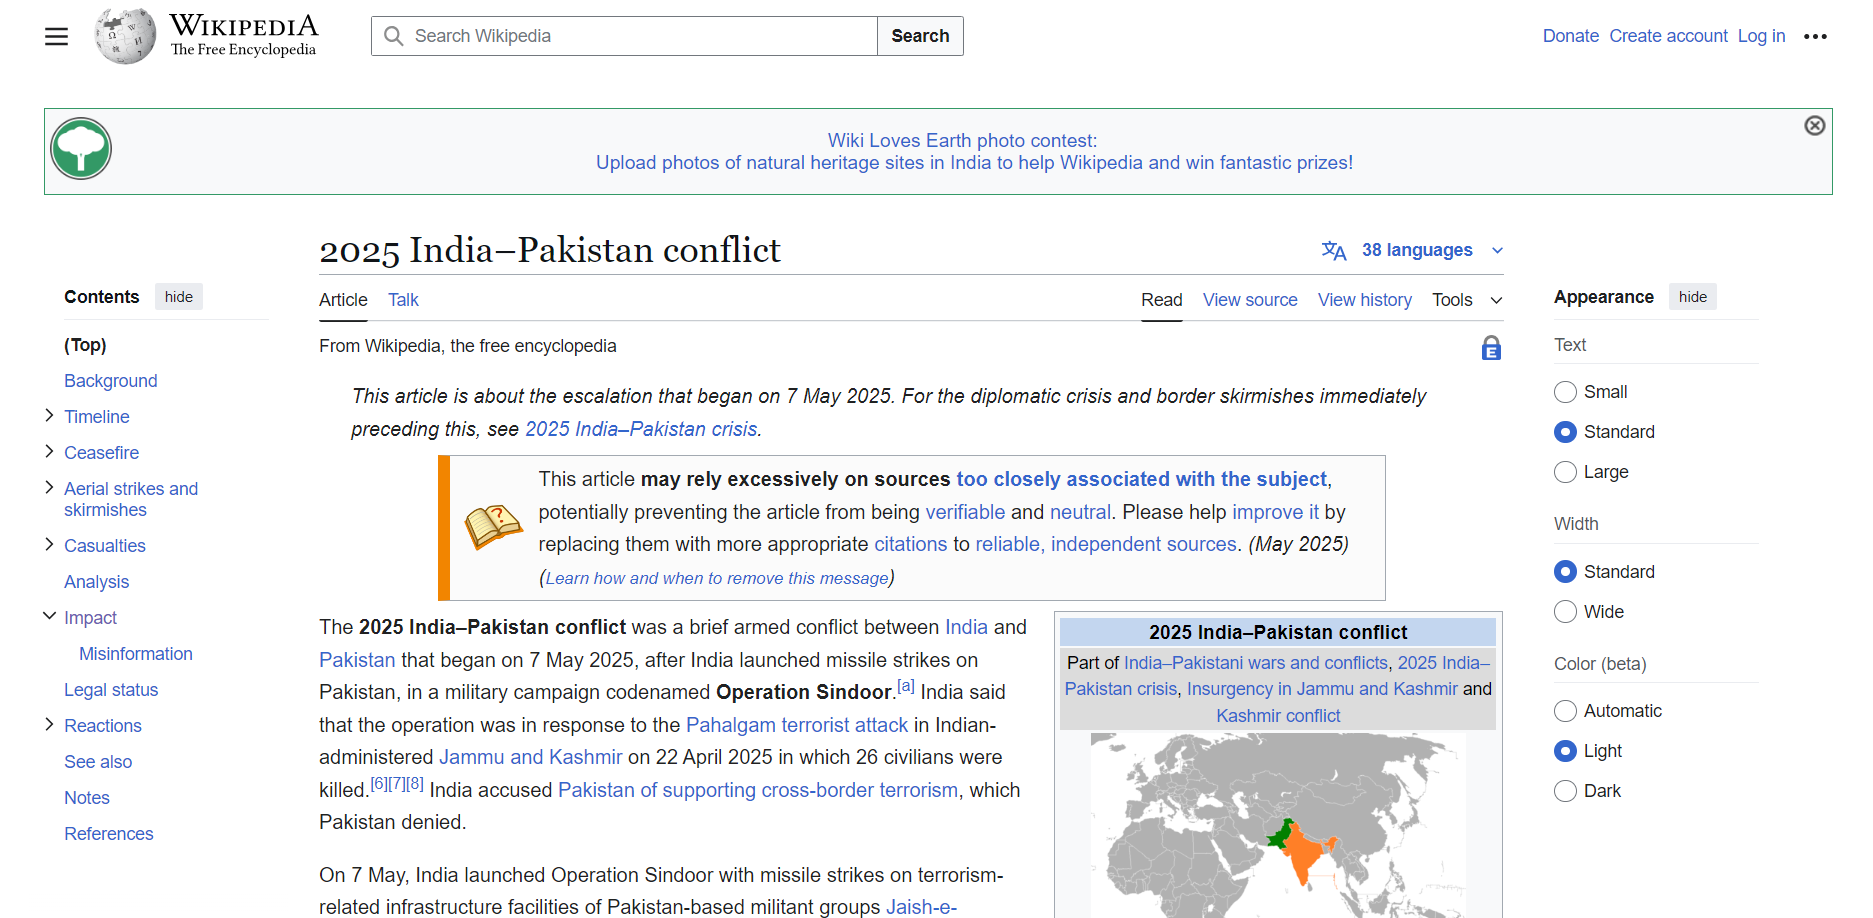 WIKIPEDIA
The Free Encyclopedia
Search Wikipedia
Search
Donate Create account Log in
Wiki Loves Earth photo contest:
Upload photos of natural heritage sites in India to help Wikipedia and win fantastic prizes!
Contents hide
(Top)
Background
Timeline
Ceasefire
Aerial strikes and
skirmishes
Casualties
Analysis
Impact
Misinformation
Legal status
Reactions
See also
Notes
References
2025 India–Pakistan conflict
38 languages
Article Talk
Read View source View history Tools
From Wikipedia, the free encyclopedia
E
This article is about the escalation that began on 7 May 2025. For the diplomatic crisis and border skirmishes immediately
preceding this, see 2025 India–Pakistan crisis.
This article may rely excessively on sources too closely associated with the subject,
potentially preventing the article from being verifiable and neutral. Please help improve it by
replacing them with more appropriate citations to reliable, independent sources. (May 2025)
(Learn how and when to remove this message)
The 2025 India–Pakistan conflict was a brief armed conflict between India and
Pakistan that began on 7 May 2025, after India launched missile strikes on
Pakistan, in a military campaign codenamed Operation Sindoor.[a] India said
that the operation was in response to the Pahalgam terrorist attack in Indian-
administered Jammu and Kashmir on 22 April 2025 in which 26 civilians were
killed.[6][7][8] India accused Pakistan of supporting cross-border terrorism, which
Pakistan denied.
On 7 May, India launched Operation Sindoor with missile strikes on terrorism-
related infrastructure facilities of Pakistan-based militant groups Jaish-e-
2025 India–Pakistan conflict
Part of India–Pakistani wars and conflicts, 2025 India–
Pakistan crisis, Insurgency in Jammu and Kashmir and
Kashmir conflict
Appearance hide
Text
Small
Standard
Large
Width
Standard
Wide
Color (beta)
Automatic
Light
Dark